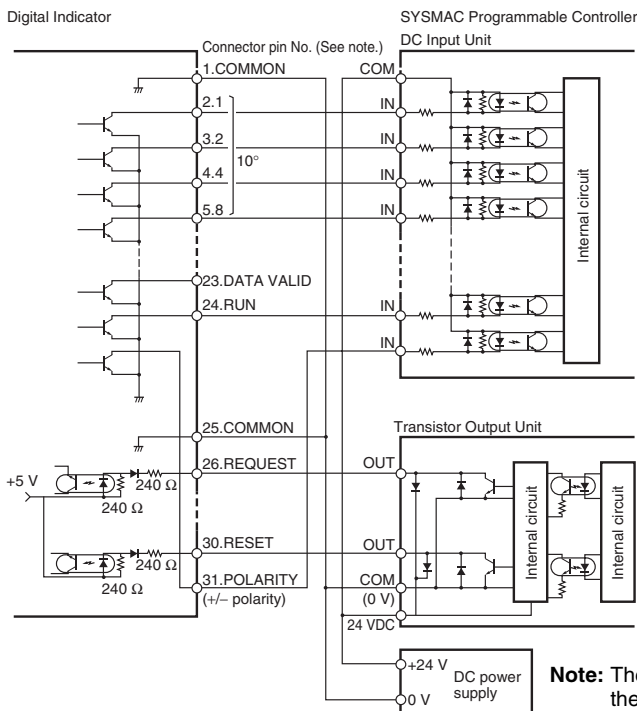 Digital Indicator
SYSMAC Programmable Controller
Connector pin No. (See note.)
DC Input Unit
1.COMMON
COM
2.1
IN
3.2
IN
10°
4.4
IN
5.8
IN
Internal circuit
23.DATA VALID
24.RUN
IN
IN
25.COMMON
Transistor Output Unit
26.REQUEST
OUT
+5 V
240 Ω
240 Ω
Internal circuit
Internal circuit
30.RESET
OUT
240 Ω
240 Ω
31.POLARITY
(+/− polarity)
COM
(0 V)
24 VDC
+24 V
DC power
supply
0 V
Note: The
the